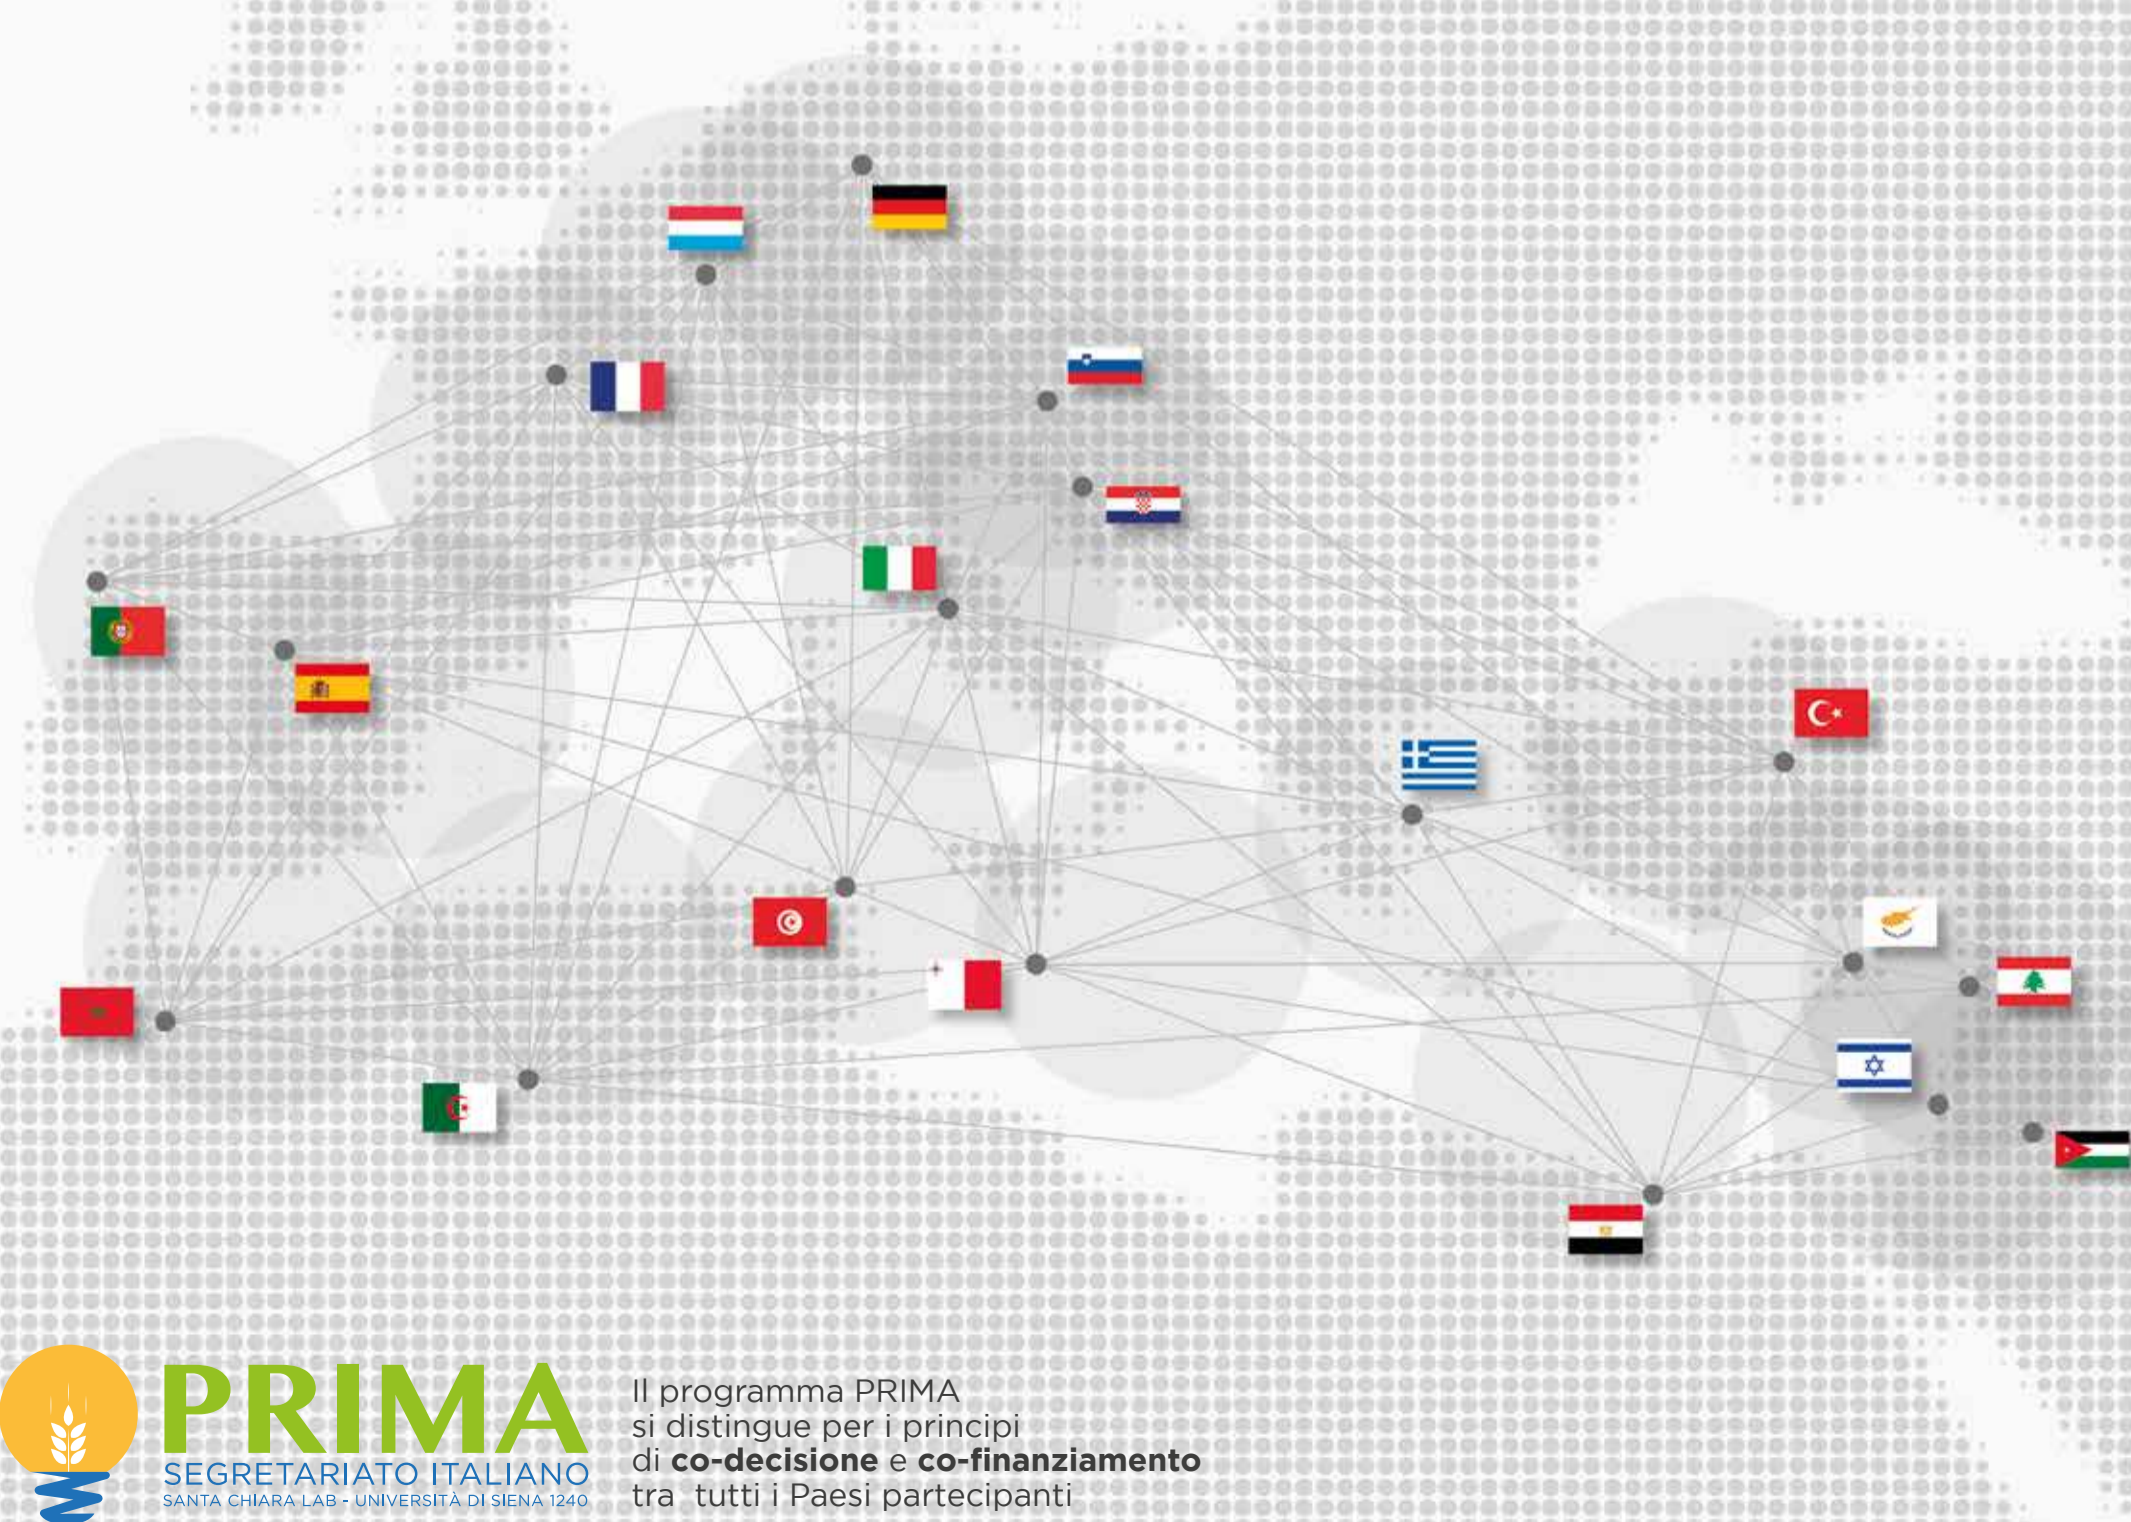 PRIMA
SEGRETARIATO ITALIANO
SANTA CHIARA LAB - UNIVERSITÀ DI SIENA 1240
Il programma PRIMA
si distingue per i principi
di co-decisione e co-finanziamento
tra tutti i Paesi partecipanti